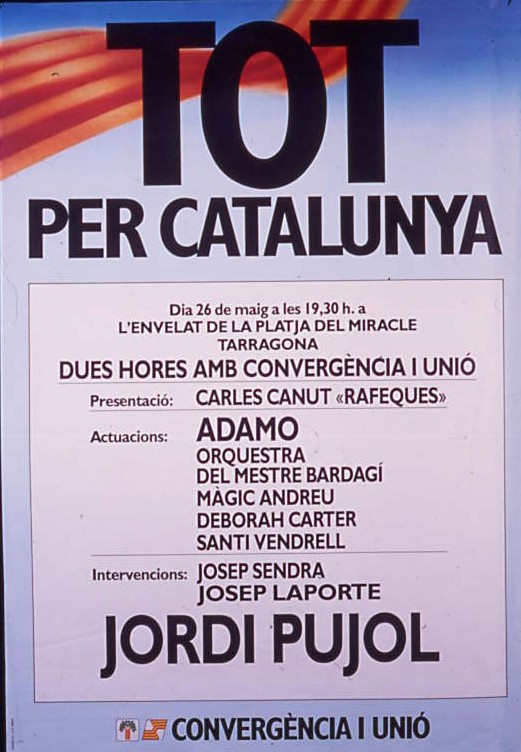 TOT
PER CATALUNYA
Dia 26 de maig a les 19,30 h. a
L'ENVELAT DE LA PLATJA DEL MIRACLE
TARRAGONA
DUES HORES AMB CONVERGÈNCIA I UNIÓ
Presentació: CARLES CANUT «RAFEQUES»
Actuacions: ADAMO
ORQUESTRA
DEL MESTRE BARDAGÍ
MÀGIC ANDREU
DEBORAH CARTER
SANTI VENDRELL
Intervencions: JOSEP SENDRA
JOSEP LAPORTE
JORDI PUJOL
CONVERGÈNCIA I UNIÓ